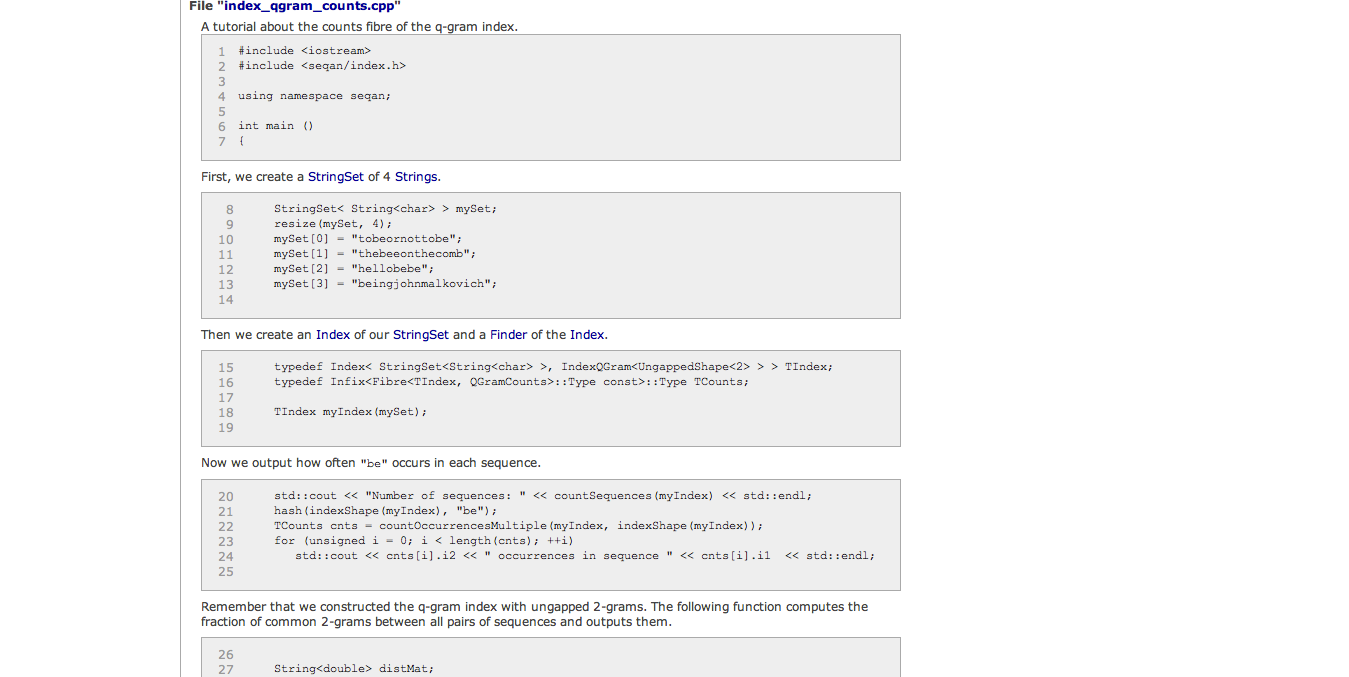 File "index_qgram_counts.cpp"
A tutorial about the counts fibre of the q-gram index.
1 #include <iostream>
2 #include <seqan/index.h>
3
4 using namespace seqan;
5
6 int main ()
7 {
First, we create a StringSet of 4 Strings.
8 StringSet< String<char> > mySet;
9 resize(mySet, 4);
10 mySet[0] = "tobeornottobe";
11 mySet[1] = "thebeeonthecomb";
12 mySet[2] = "hellobebe";
13 mySet[3] = "beingjohnmalkovich";
14
Then we create an Index of our StringSet and a Finder of the Index.
15 typedef Index< StringSet<String<char> >, IndexQGram<UngappedShape<2> > > TIndex;
16 typedef Infix<Fibre<TIndex, QGramCounts>::Type const>::Type TCounts;
17
18 TIndex myIndex(mySet);
19
Now we output how often "be" occurs in each sequence.
20 std::cout << "Number of sequences: " << countSequences(myIndex) << std::endl;
21 hash(indexShape(myIndex), "be");
22 TCounts cnts = countOccurrencesMultiple(myIndex, indexShape(myIndex));
23 for (unsigned i = 0; i < length(cnts); ++i)
24 std::cout << cnts[i].i2 << " occurrences in sequence " << cnts[i].i1 << std::endl;
25
Remember that we constructed the q-gram index with ungapped 2-grams. The following function computes the
fraction of common 2-grams between all pairs of sequences and outputs them.
26
27 String<double> distMat;